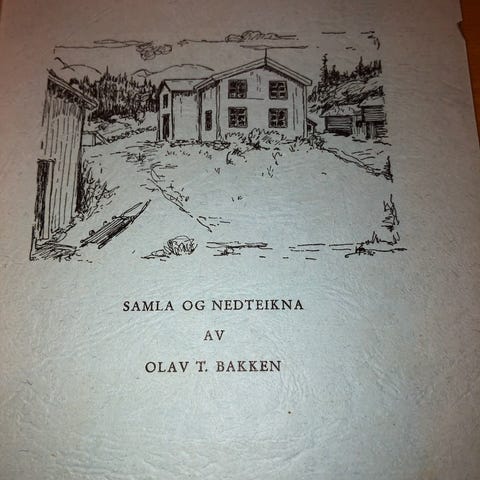 SAMLA OG NEDTEIKNA
AV
OLAV T. BAKKEN